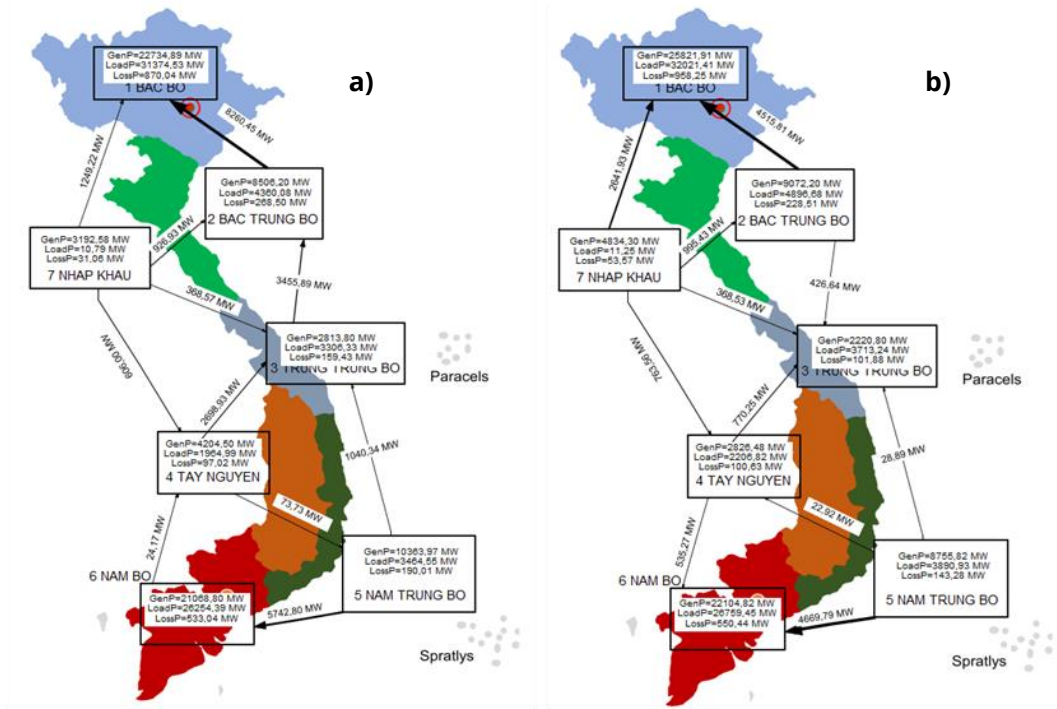 a)
GenP=22734,89 MW
LoadP=31374,53 MW
LossP=870,04 MW
1 BAC BO
8260,45 MW
1249,22 MW
GenP=8506,20 MW
LoadP=4360,08 MW
LossP=268,50 MW
2 BAC TRUNG BO
926,93 MW
GenP=3192,58 MW
LoadP=10,79 MW
LossP=31,06 MW
7 NHAP KHAU
3455,89 MW
368,57 MW
606,00 MW
GenP=2813,80 MW
LoadP=3306,33 MW
LossP=159,43 MW
3 TRUNG TRUNG BO
Paracels
2698,93 MW
GenP=4204,50 MW
LoadP=1964,99 MW
LossP=97,02 MW
4 TAY NGUYEN
1040,34 MW
73,73 MW
24,17 MW
GenP=10363,97 MW
LoadP=3464,55 MW
LossP=190,01 MW
5 NAM TRUNG BO
6 NAM BO
GenP=21068,80 MW
LoadP=26254,39 MW
LossP=533,04 MW
5742,80 MW
Spratlys
b)
GenP=25821,91 MW
LoadP=32021,41 MW
LossP=958,25 MW
1 BAC BO
4515,81 MW
2641,93 MW
GenP=9072,20 MW
LoadP=4896,68 MW
LossP=228,51 MW
2 BAC TRUNG BO
995,43 MW
GenP=4834,30 MW
LoadP=11,25 MW
LossP=53,57 MW
7 NHAP KHAU
426,64 MW
368,53 MW
763,56 MW
GenP=2220,80 MW
LoadP=3713,24 MW
LossP=101,88 MW
3 TRUNG TRUNG BO
Paracels
770,25 MW
GenP=2826,48 MW
LoadP=2206,82 MW
LossP=100,63 MW
4 TAY NGUYEN
28,89 MW
22,92 MW
535,27 MW
GenP=8755,82 MW
LoadP=3890,93 MW
LossP=143,28 MW
5 NAM TRUNG BO
6 NAM BO
GenP=22104,82 MW
LoadP=26759,45 MW
LossP=550,44 MW
4669,79 MW
Spratlys